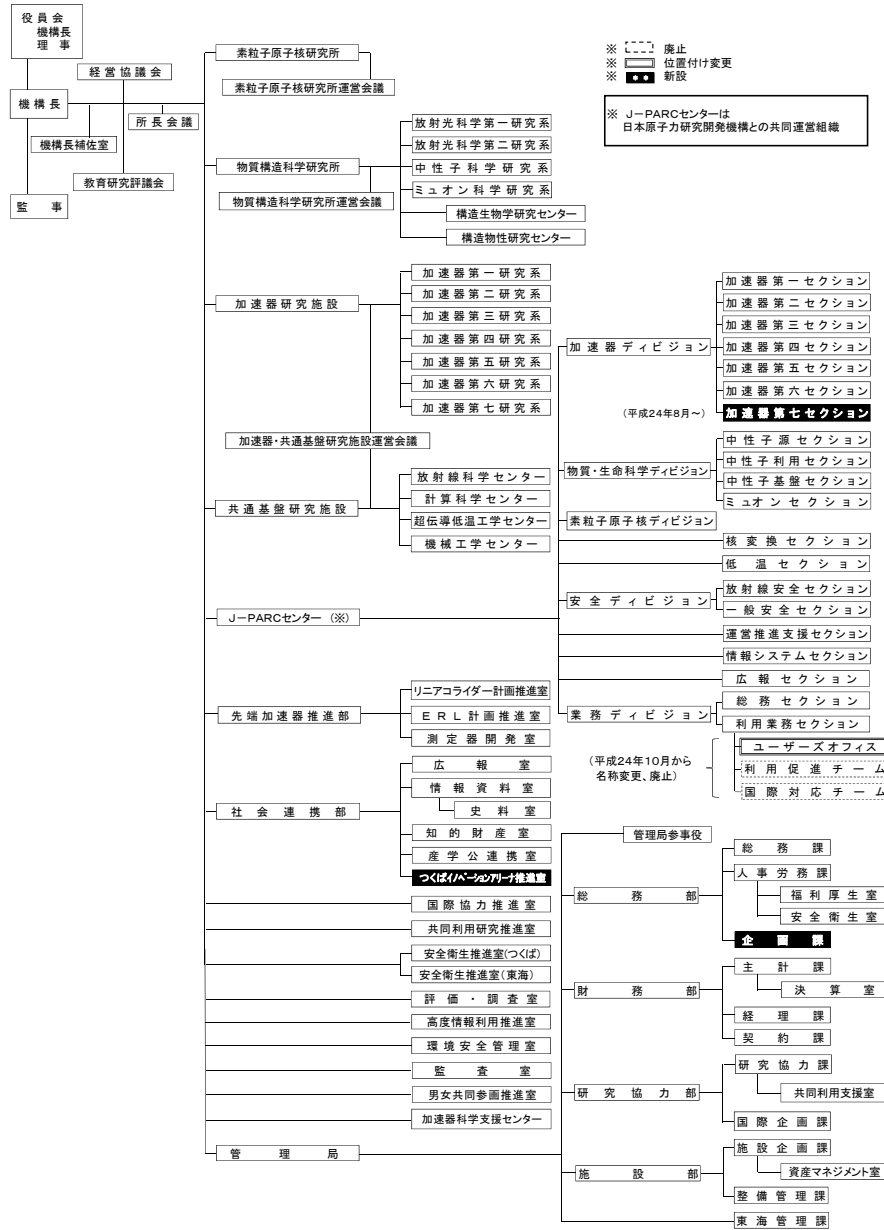 役員会
機構長
理事
経営協議会
機構長
所長会議
機構長補佐室
教育研究評議会
監事
※ 廃止
※ 位置付け変更
※ ** 新設
※ J-PARCセンターは
日本原子力研究開発機構との共同運営組織
素粒子原子核研究所
素粒子原子核研究所運営会議
物質構造科学研究所
物質構造科学研究所運営会議
放射光科学第一研究系
放射光科学第二研究系
中性子科学研究系
ミュオン科学研究系
構造生物学研究センター
構造物性研究センター
加速器研究施設
加速器第一研究系
加速器第二研究系
加速器第三研究系
加速器第四研究系
加速器第五研究系
加速器第六研究系
加速器第七研究系
加速器・共通基盤研究施設運営会議
共通基盤研究施設
放射線科学センター
計算科学センター
超伝導低温工学センター
機械工学センター
J-PARCセンター (※)
加速器ディビジョン
加速器第一セクション
加速器第二セクション
加速器第三セクション
加速器第四セクション
加速器第五セクション
加速器第六セクション
(平成24年8月～)
加速器第七セクション
物質・生命科学ディビジョン
中性子源セクション
中性子利用セクション
中性子基盤セクション
ミュオンセクション
素粒子原子核ディビジョン
核変換セクション
低温セクション
安全ディビジョン
放射線安全セクション
一般安全セクション
運営推進支援セクション
情報システムセクション
広報セクション
業務ディビジョン
総務セクション
利用業務セクション
(平成24年10月から
名称変更、廃止)
ユーザーズオフィス
利用促進チーム
国際対応チーム
先端加速器推進部
リニアコライダー計画推進室
ERL計画推進室
測定器開発室
社会連携部
広報室
情報資料室
史料室
知的財産室
産学公連携室
つくばイノベーションアリーナ推進室
国際協力推進室
共同利用研究推進室
安全衛生推進室(つくば)
安全衛生推進室(東海)
評価・調査室
高度情報利用推進室
環境安全管理室
監査室
男女共同参画推進室
加速器科学支援センター
管理局
管理局参事役
総務部
総務課
人事労務課
福利厚生室
安全衛生室
企画課
財務部
主計課
決算室
経理課
契約課
研究協力部
研究協力課
共同利用支援室
国際企画課
施設部
施設企画課
資産マネジメント室
整備管理課
東海管理課